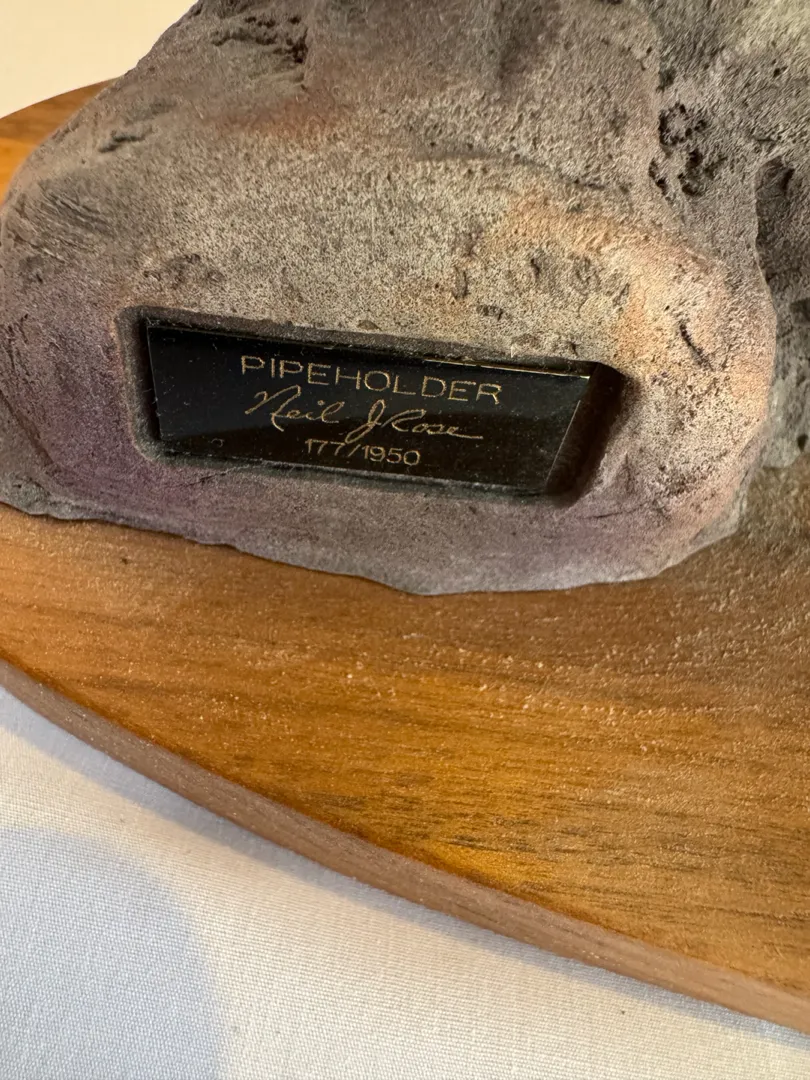 PIPEHOLDER
Neil J Rose
177/1950